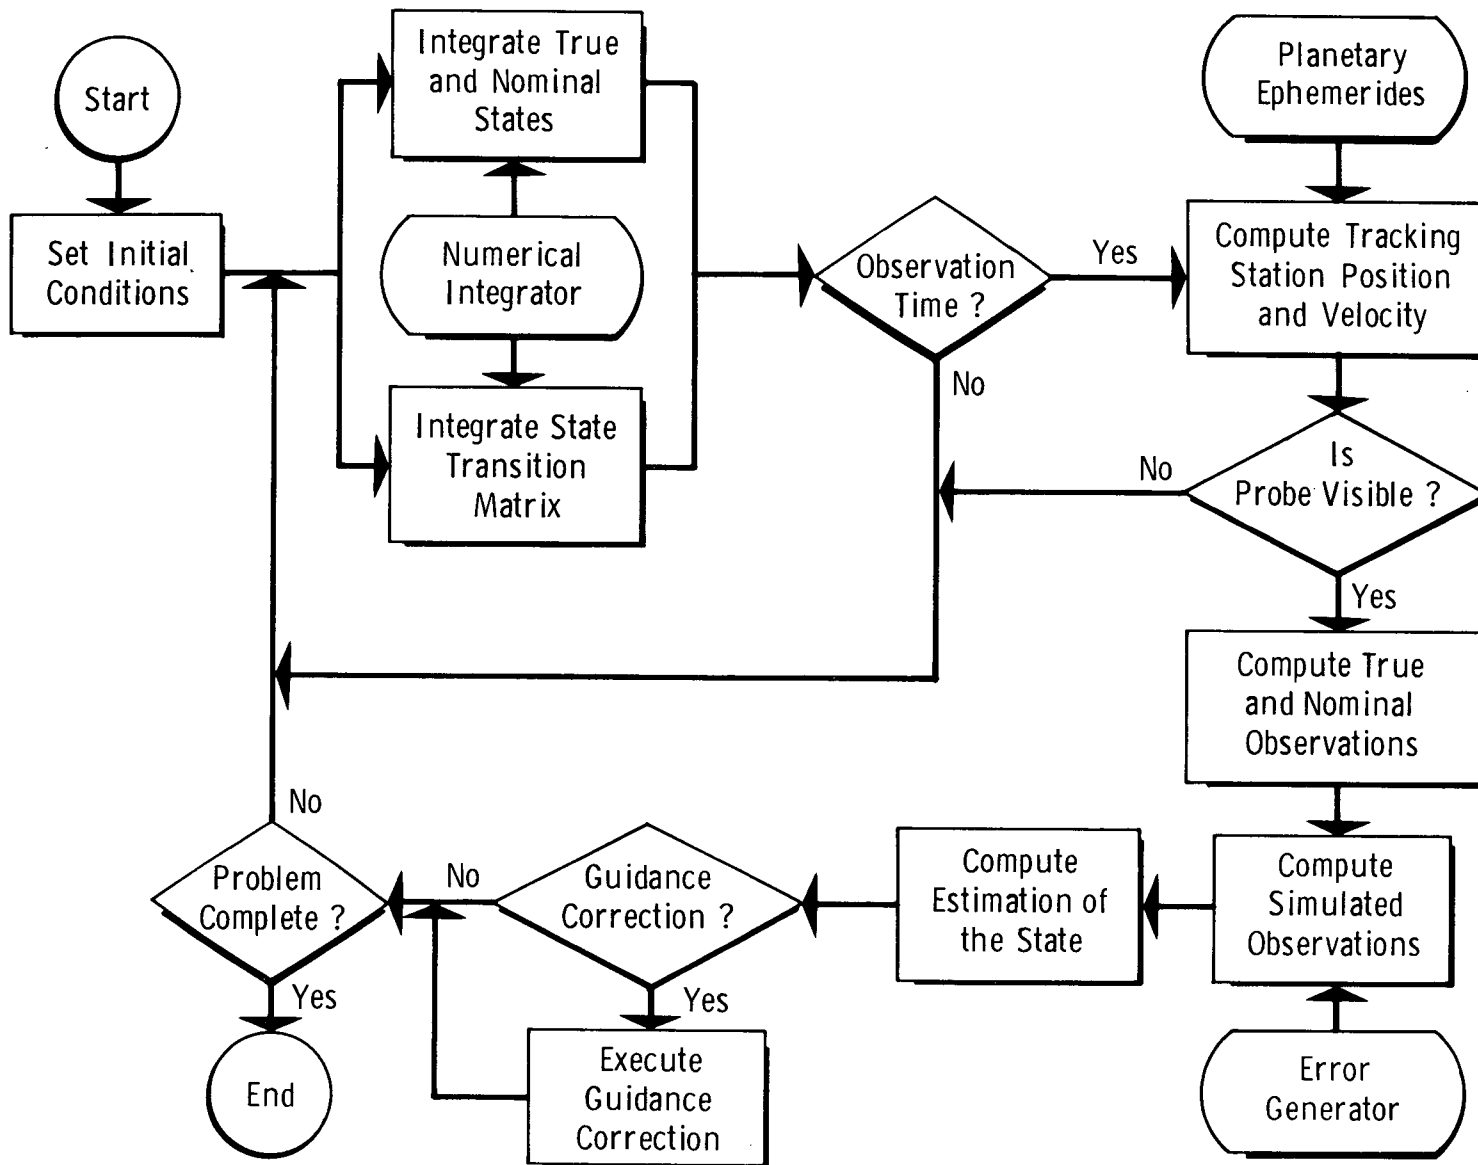 Start
Set Initial
Conditions
Integrate True
and Nominal
States
Numerical
Integrator
Integrate State
Transition
Matrix
Observation
Time ?
Yes
No
Planetary
Ephemerides
Compute Tracking
Station Position
and Velocity
Is
Probe Visible ?
No
Yes
Compute True
and Nominal
Observations
Compute
Simulated
Observations
Error
Generator
Compute
Estimation of
the State
Guidance
Correction ?
No
Yes
Execute
Guidance
Correction
Problem
Complete ?
No
Yes
End